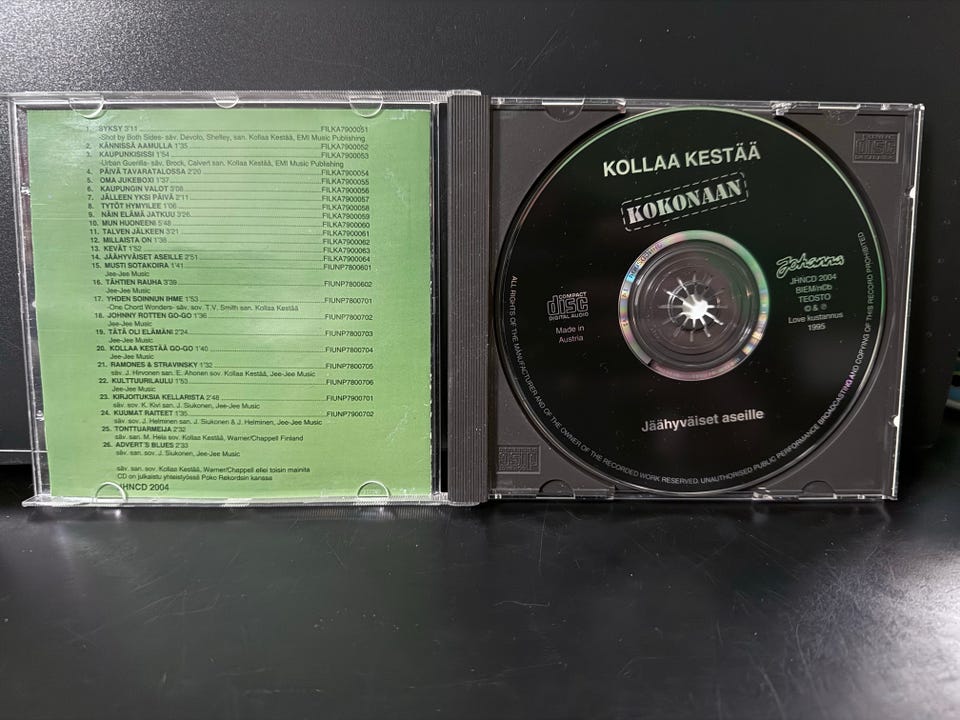 1. SYKSY 3'11 FILKA7900051
-Shot by Both Sides- säv. Devolo, Shelley, san. Kollaa Kestää, EMI Music Publishing
2. KÄNNISSÄ AAMULLA 1'35 FILKA7900052
3. KAUPUNKISISSI 1'54 FILKA7900053
-Urban Guerilla- säv, Brock, Calvert san. Kollaa Kestää, EMI Music Publishing
4. PÄIVÄ TAVARATALOSSA 2'20 FILKA7900054
5. OMA JUKEBOXI 1'37 FILKA7900055
6. KAUPUNGIN VALOT 3'08 FILKA7900056
7. JÄLLEEN YKSI PÄIVÄ 2'11 FILKA7900057
8. TYTÖT HYMYILEE 1'06 FILKA7900058
9. NÄIN ELÄMÄ JATKUU 3'26 FILKA7900059
10. MUN HUONEENI 5'48 FILKA7900060
11. TALVEN JÄLKEEN 3'21 FILKA7900061
12. MILLAISTA ON 1'38 FILKA7900062
13. KEVÄT 1'52 FILKA7900063
14. JÄÄHYVÄISET ASEILLE 2'51 FILKA7900064
15. MUSTI SOTAKOIRA 1'41 FIUNP7800601
Jee-Jee Music
16. TÄHTIEN RAUHA 3'39 FIUNP7800602
Jee-Jee Music
17. YHDEN SOINNUN IHME 1'53 FIUNP7800701
-One Chord Wonders- säv. sov. T.V. Smith san. Kollaa Kestää
18. JOHNNY ROTTEN GO-GO 1'36 FIUNP7800702
Jee-Jee Music
19. TÄTÄ OLI ELÄMÄNI 2'24 FIUNP7800703
Jee-Jee Music
20. KOLLAA KESTÄÄ GO-GO 1'40 FIUNP7800704
Jee-Jee Music
21. RAMONES & STRAVINSKY 1'32 FIUNP7800705
säv. J. Hirvonen san. E. Ahonen sov. Kollaa Kestää, Jee-Jee Music
22. KULTTUURILAULU 1'53 FIUNP7800706
Jee-Jee Music
23. KIRJOITUKSIA KELLARISTA 2'48 FIUNP7900701
säv. sov. K. Kivi san. J. Siukonen, Jee-Jee Music
24. KUUMAT RAITEET 1'35 FIUNP7900702
säv. sov. J. Helminen san. J. Siukonen & J. Helminen, Jee-Jee Music
25. TONTTUARMEIJA 2'32
säv. san. M. Hela sov. Kollaa Kestää, Warner/Chappell Finland
26. ADVERT'S BLUES 2'33
säv. san. sov. J. Siukonen, Jee-Jee Music
säv. san. sov. Kollaa Kestää, Warner/Chappell ellei toisin mainita
CD on julkaistu yhteistyössä Poko Rekordsin kanssa
JHNCD 2004
KOLLAA KESTÄÄ
KOKONAAN
Johanna
JHNCD 2004
BIEM/n©b
TEOSTO
© & ℗
Love kustannus
1995
COMPACT
disc
DIGITAL AUDIO
Made in
Austria
Jäähyväiset aseille
ALL RIGHTS OF THE MANUFACTURER AND OF THE OWNER OF THE RECORDED WORK RESERVED. UNAUTHORISED PUBLIC PERFORMANCE BROADCASTING AND COPYING OF THIS RECORD PROHIBITED